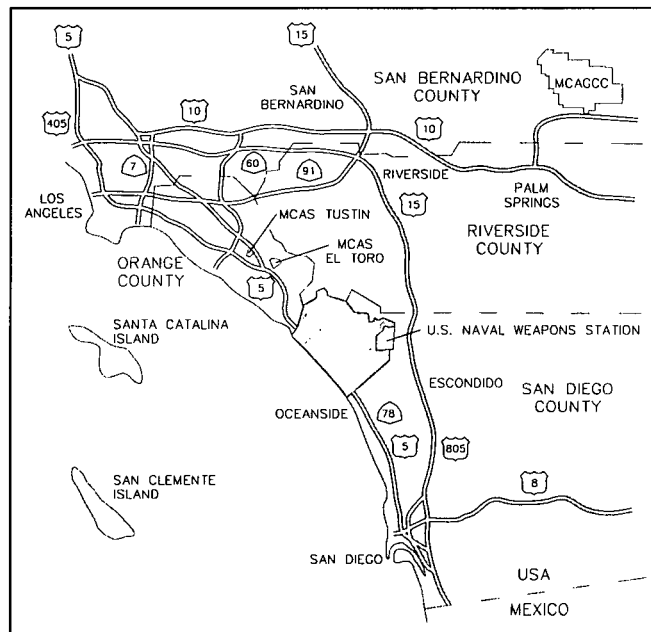 5
15
SAN BERNARDINO
COUNTY
MCAGCC
SAN
BERNARDINO
10
405
10
7
60
91
RIVERSIDE
LOS
ANGELES
15
PALM
SPRINGS
MCAS TUSTIN
RIVERSIDE
COUNTY
MCAS
EL TORO
ORANGE
COUNTY
5
SANTA CATALINA
ISLAND
U.S. NAVAL WEAPONS STATION
ESCONDIDO
SAN DIEGO
COUNTY
OCEANSIDE
78
5
805
SAN CLEMENTE
ISLAND
8
SAN DIEGO
USA
MEXICO